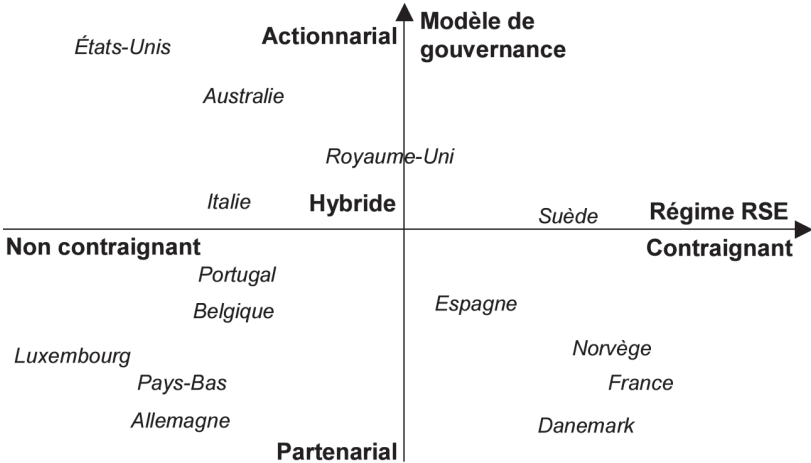 Actionnarial
Modèle de
gouvernance
États-Unis
Australie
Royaume-Uni
Italie
Hybride
Suède
Régime RSE
Non contraignant
Contraignant
Portugal
Belgique
Espagne
Luxembourg
Norvège
Pays-Bas
France
Allemagne
Danemark
Partenarial